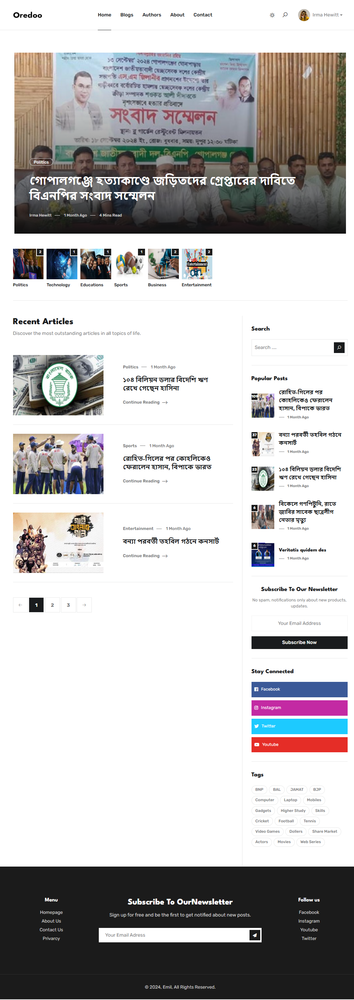 Oredoo
Home Blogs Authors About Contact
Irma Hewitt
১৩ সেপ্টেম্বর ২০২৪ গোপালগঞ্জের ঘোনাপাড়ায়
বাংলাদেশ জাতীয়তাবাদী স্বেচ্ছাসেবক দলের কেন্দ্রীয়
সভাপতি এস.এম জিলানীর প্রাণনাশের উদ্দেশ্যে তার
গাড়ীবহরে বর্বোরচিত হামলায় স্বেচ্ছাসেবক দলের কেন্দ্রীয়
ক্রীড়া সম্পাদক শওকত আলী দীদারকে
নৃশংসভাবে হত্যার প্রতিবাদে
সংবাদ সম্মেলন
স্থান: ব্লু গার্ডেন রেস্টুরেন্ট মিলনায়তন
তারিখ: ১৮ সেপ্টেম্বর ২০২৪ ইং, রোজ: বুধবার, সময়: দুপুর ১২:৩০ ঘটিকা
Politics
গোপালগঞ্জে হত্যাকাণ্ডে জড়িতদের গ্রেপ্তারের দাবিতে
বিএনপির সংবাদ সম্মেলন
Irma Hewitt — 1 Month Ago — 4 Mins Read
2 1 1 1 2 2
Entertainment
Politics Technology Educations Sports Business Entertainment
Recent Articles
Discover the most outstanding articles in all topics of life.
বাংলাদেশ ব্যাংক
Politics — 1 Month Ago
১০৪ বিলিয়ন ডলার বিদেশি ঋণ
রেখে গেছেন হাসিনা
Continue Reading
Sports — 1 Month Ago
রোহিত-গিলের পর কোহলিকেও
ফেরালেন হাসান, বিপাকে ভারত
Continue Reading
গাই
বাংলার
গান
Entertainment — 1 Month Ago
বন্যা পরবর্তী তহবিল গঠনে কনসার্ট
Continue Reading
1 2 3
Search
Search ....
Popular Posts
109
রোহিত-গিলের পর
কোহলিকেও ফেরালেন
হাসান, বিপাকে ভারত
— 1 Month Ago
37
বন্যা পরবর্তী তহবিল গঠনে
কনসার্ট
— 1 Month Ago
23
১০৪ বিলিয়ন ডলার বিদেশি
ঋণ রেখে গেছেন হাসিনা
— 1 Month Ago
6
বিকেলে গণপিটুনি, রাতে
জাবির সাবেক ছাত্রলীগ
নেতার মৃত্যু
— 1 Month Ago
6
Veritatis quidem des
— 1 Month Ago
Subscribe To Our Newsletter
No spam, notifications only about new products,
updates.
Your Email Address
Subscribe Now
Stay Connected
Facebook
Instagram
Twitter
Youtube
Tags
BNP BAL JAMAT BJP
Computer Laptop Mobiles
Gadgets Higher Study Skills
Cricket Football Tennis
Video Games Dollers Share Market
Actors Movies Web Series
Menu
Homepage
About Us
Contact Us
Privarcy
Subscribe To OurNewsletter
Sign up for free and be the first to get notified about new posts.
Your Email Adress
Follow us
Facebook
Instagram
Youtube
Twitter
© 2024, Emil, All Rights Reserved.